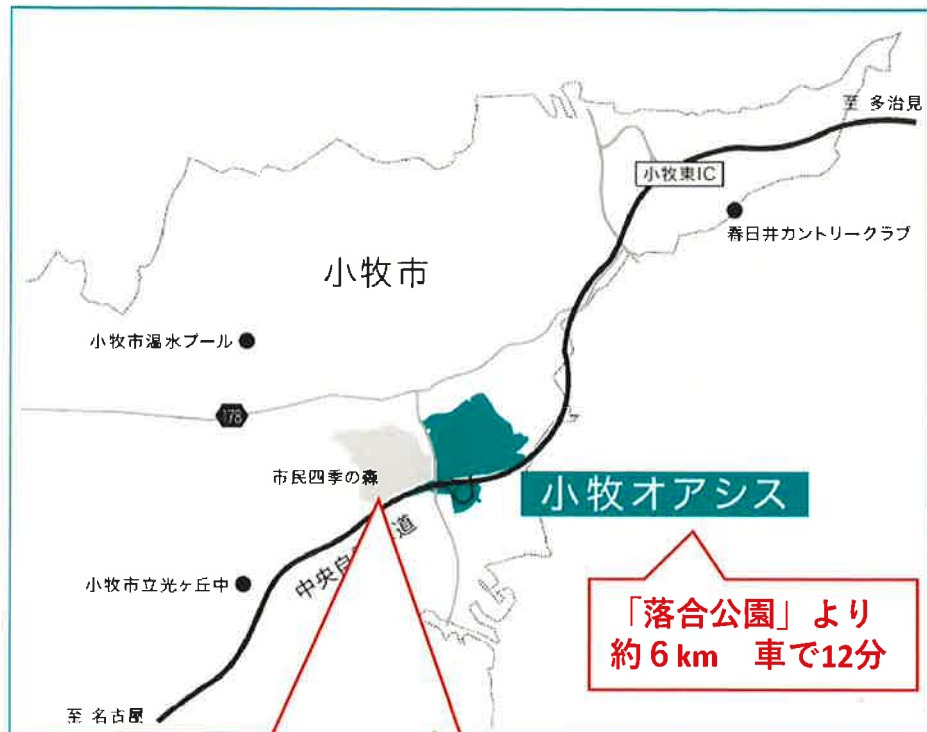 至 多治見
小牧東IC
春日井カントリークラブ
小牧市
小牧市温水プール
178
市民四季の森
小牧オアシス
中央自 道
小牧市立光ヶ丘中
「落合公園」より
約6km 車で12分
至 名古屋